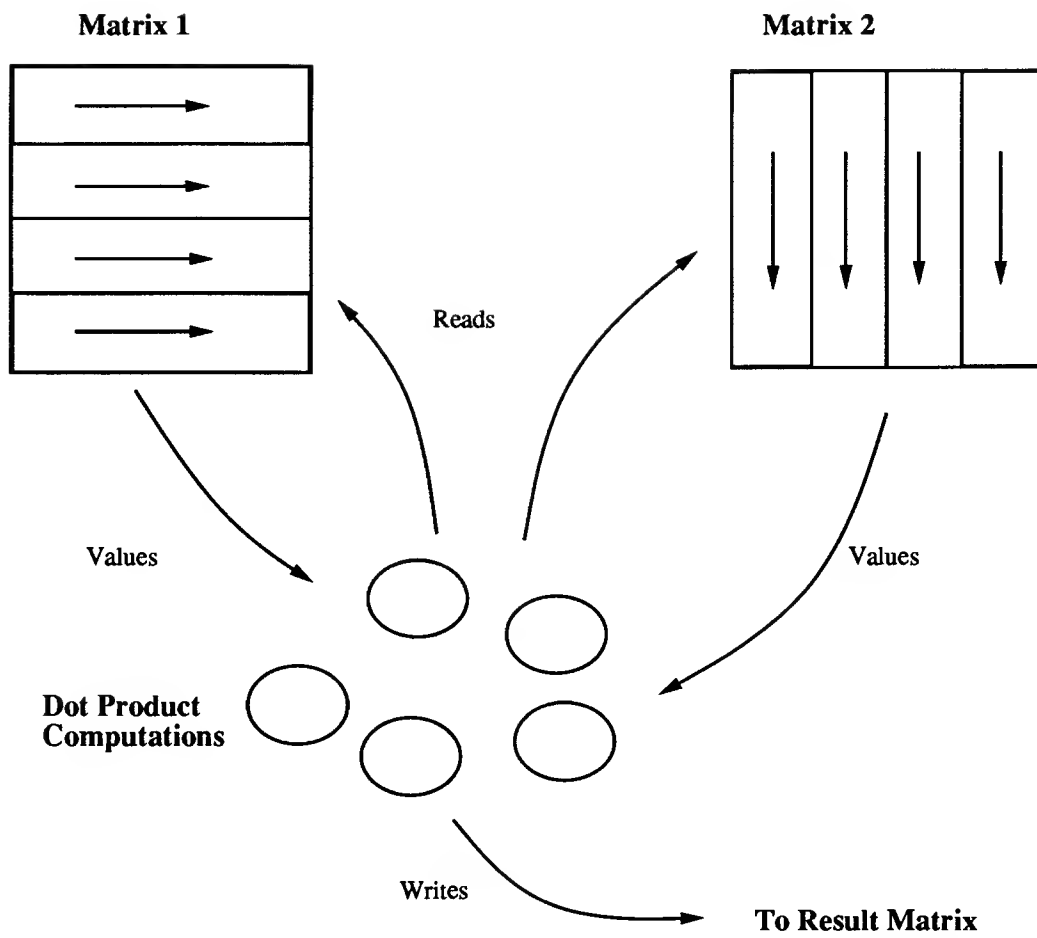 Matrix 1
Matrix 2
Reads
Values
Values
Dot Product
Computations
Writes
To Result Matrix